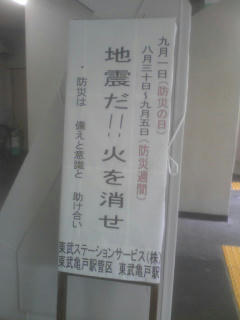 九月一日(防災の日)
八月三十日~九月五日(防災週間)
地震だ!!火を消せ
・防災は 備えと意識と 助け合い
東武ステーションサービス(株)
東武亀戸駅管区 東武亀戸駅